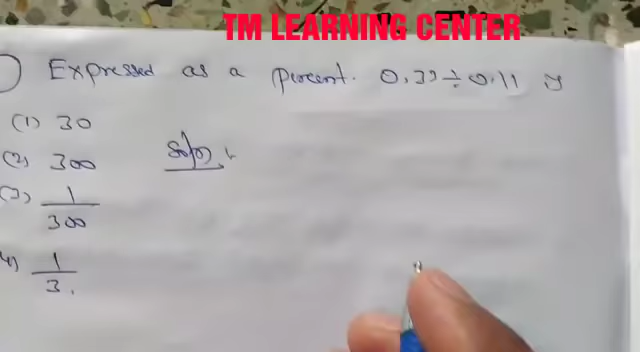 TM LEARNING CENTER
Expressed as a percent. 0.33 ÷ 0.11 is
(1) 30
(2) 300
(3) 1/300
(4) 1/3.
Soln,